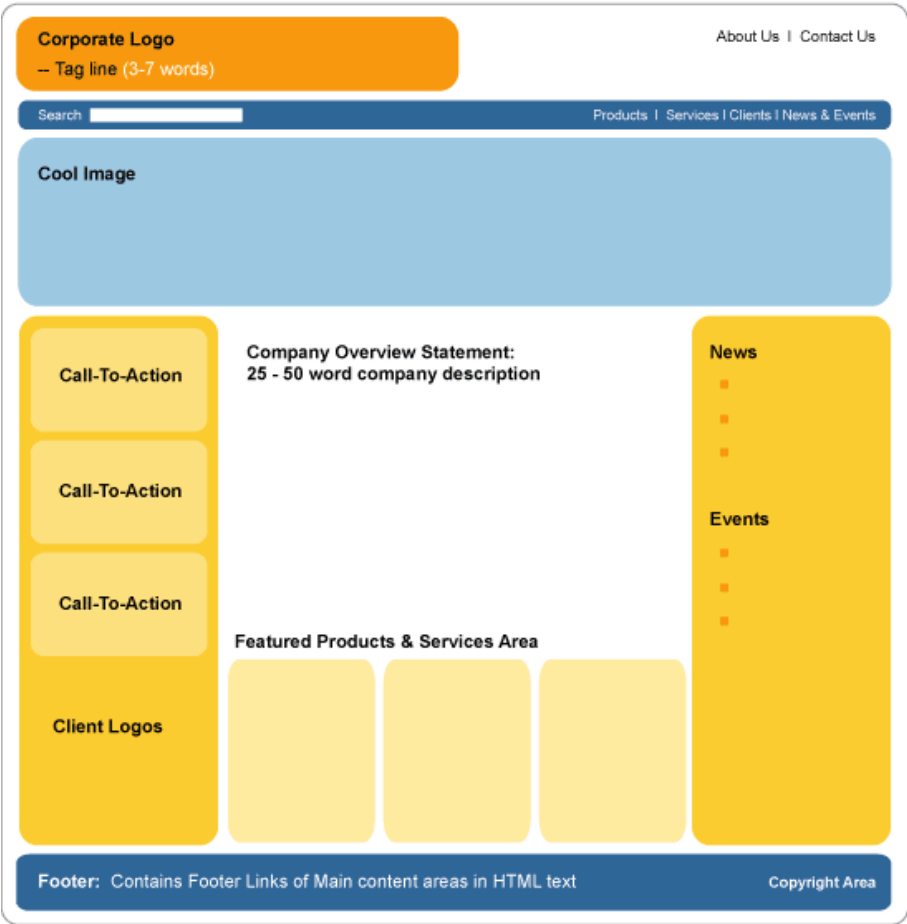 Corporate Logo
-- Tag line (3-7 words)
About Us | Contact Us
Search
Products | Services | Clients | News & Events
Cool Image
Call-To-Action
Call-To-Action
Call-To-Action
Client Logos
Company Overview Statement:
25 - 50 word company description
Featured Products & Services Area
News
Events
Footer: Contains Footer Links of Main content areas in HTML text
Copyright Area